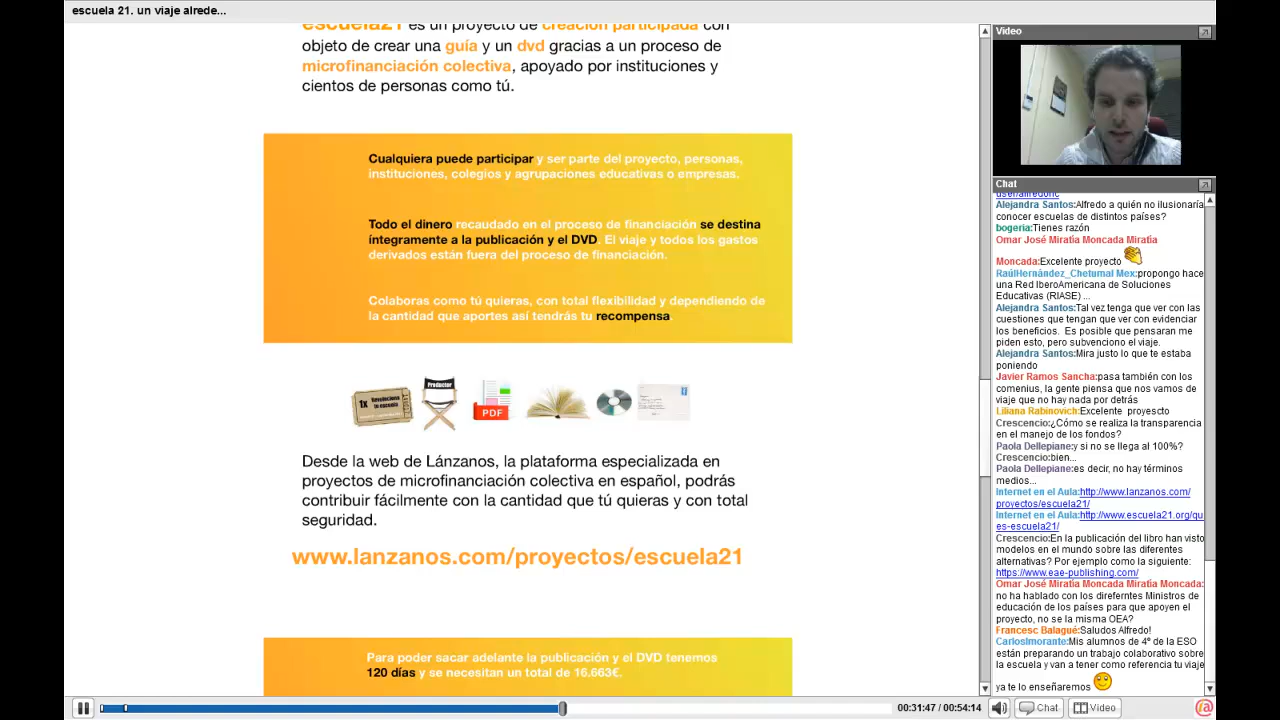 escuela 21. un viaje alrede...
escuela21 es un proyecto de creación participada con
objeto de crear una guía y un dvd gracias a un proceso de
microfinanciación colectiva, apoyado por instituciones y
cientos de personas como tú.
Cualquiera puede participar y ser parte del proyecto, personas,
instituciones, colegios y agrupaciones educativas o empresas.
Todo el dinero recaudado en el proceso de financiación se destina
íntegramente a la publicación y el DVD. El viaje y todos los gastos
derivados están fuera del proceso de financiación.
Colaboras como tú quieras, con total flexibilidad y dependiendo de
la cantidad que aportes así tendrás tu recompensa
Productor
PDF
Desde la web de Lánzanos, la plataforma especializada en
proyectos de microfinanciación colectiva en español, podrás
contribuir fácilmente con la cantidad que tú quieras y con total
seguridad.
www.lanzanos.com/proyectos/escuela21
Para poder sacar adelante la publicación y el DVD tenemos
120 días y se necesitan un total de 16.663€.
Video
Chat
Alejandra Santos:Alfredo a quién no ilusionaría
conocer escuelas de distintos países?
bogeria:Tienes razón
Omar José Miratìa Moncada Miratìa
Moncada:Excelente proyecto
RaúlHernández_Chetumal Mex:propongo hace
una Red IberoAmericana de Soluciones
Educativas (RIASE) ...
Alejandra Santos:Tal vez tenga que ver con las
cuestiones que tengan que ver con evidenciar
los beneficios. Es posible que pensaran me
piden esto, pero subvenciono el viaje.
Alejandra Santos:Mira justo lo que te estaba
poniendo
Javier Ramos Sancha:pasa también con los
comenius, la gente piensa que nos vamos de
viaje que no hay nada por detrás
Liliana Rabinovich:Excelente proyescto
Crescencio:¿Cómo se realiza la transparencia
en el manejo de los fondos?
Paola Dellepiane:y si no se llega al 100%?
Crescencio:bien...
Paola Dellepiane:es decir, no hay términos
medios...
Internet en el Aula:http://www.lanzanos.com/
proyectos/escuela21/
Internet en el Aula:http://www.escuela21.org/qu
es-escuela21/
Crescencio:En la publicación del libro han visto
modelos en el mundo sobre las diferentes
alternativas? Por ejemplo como la siguiente:
https://www.eae-publishing.com/
Omar José Miratìa Moncada Miratìa Moncada:
no ha hablado con los direferntes Ministros de
educación de los países para que apoyen el
proyecto, no se la misma OEA?
Francesc Balagué:Saludos Alfredo!
CarlosImorante:Mis alumnos de 4º de la ESO
están preparando un trabajo colaborativo sobre
la escuela y van a tener como referencia tu viaje
ya te lo enseñaremos
00:31:47 / 00:54:14
Chat
Video